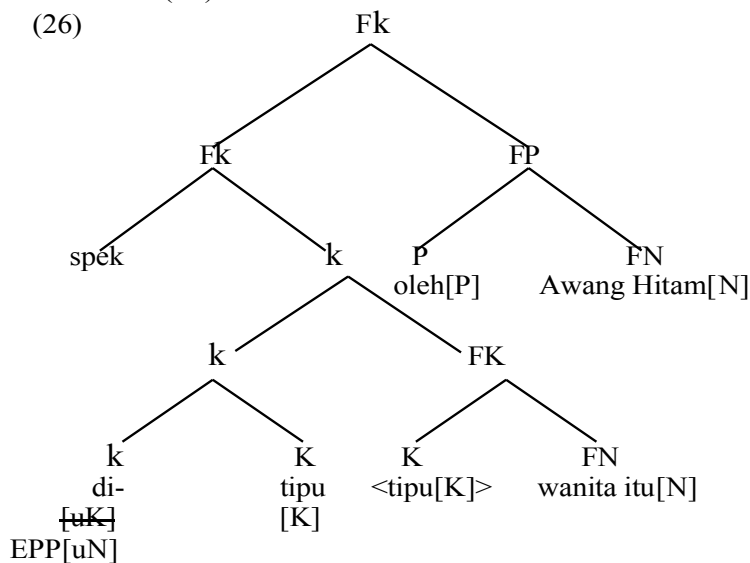 (26) Fk
Fk FP
spek k P FN
oleh[P] Awang Hitam[N]
k FK
k K K FN
di- tipu <tipu[K]> wanita itu[N]
[uK] [K]
EPP[uN]